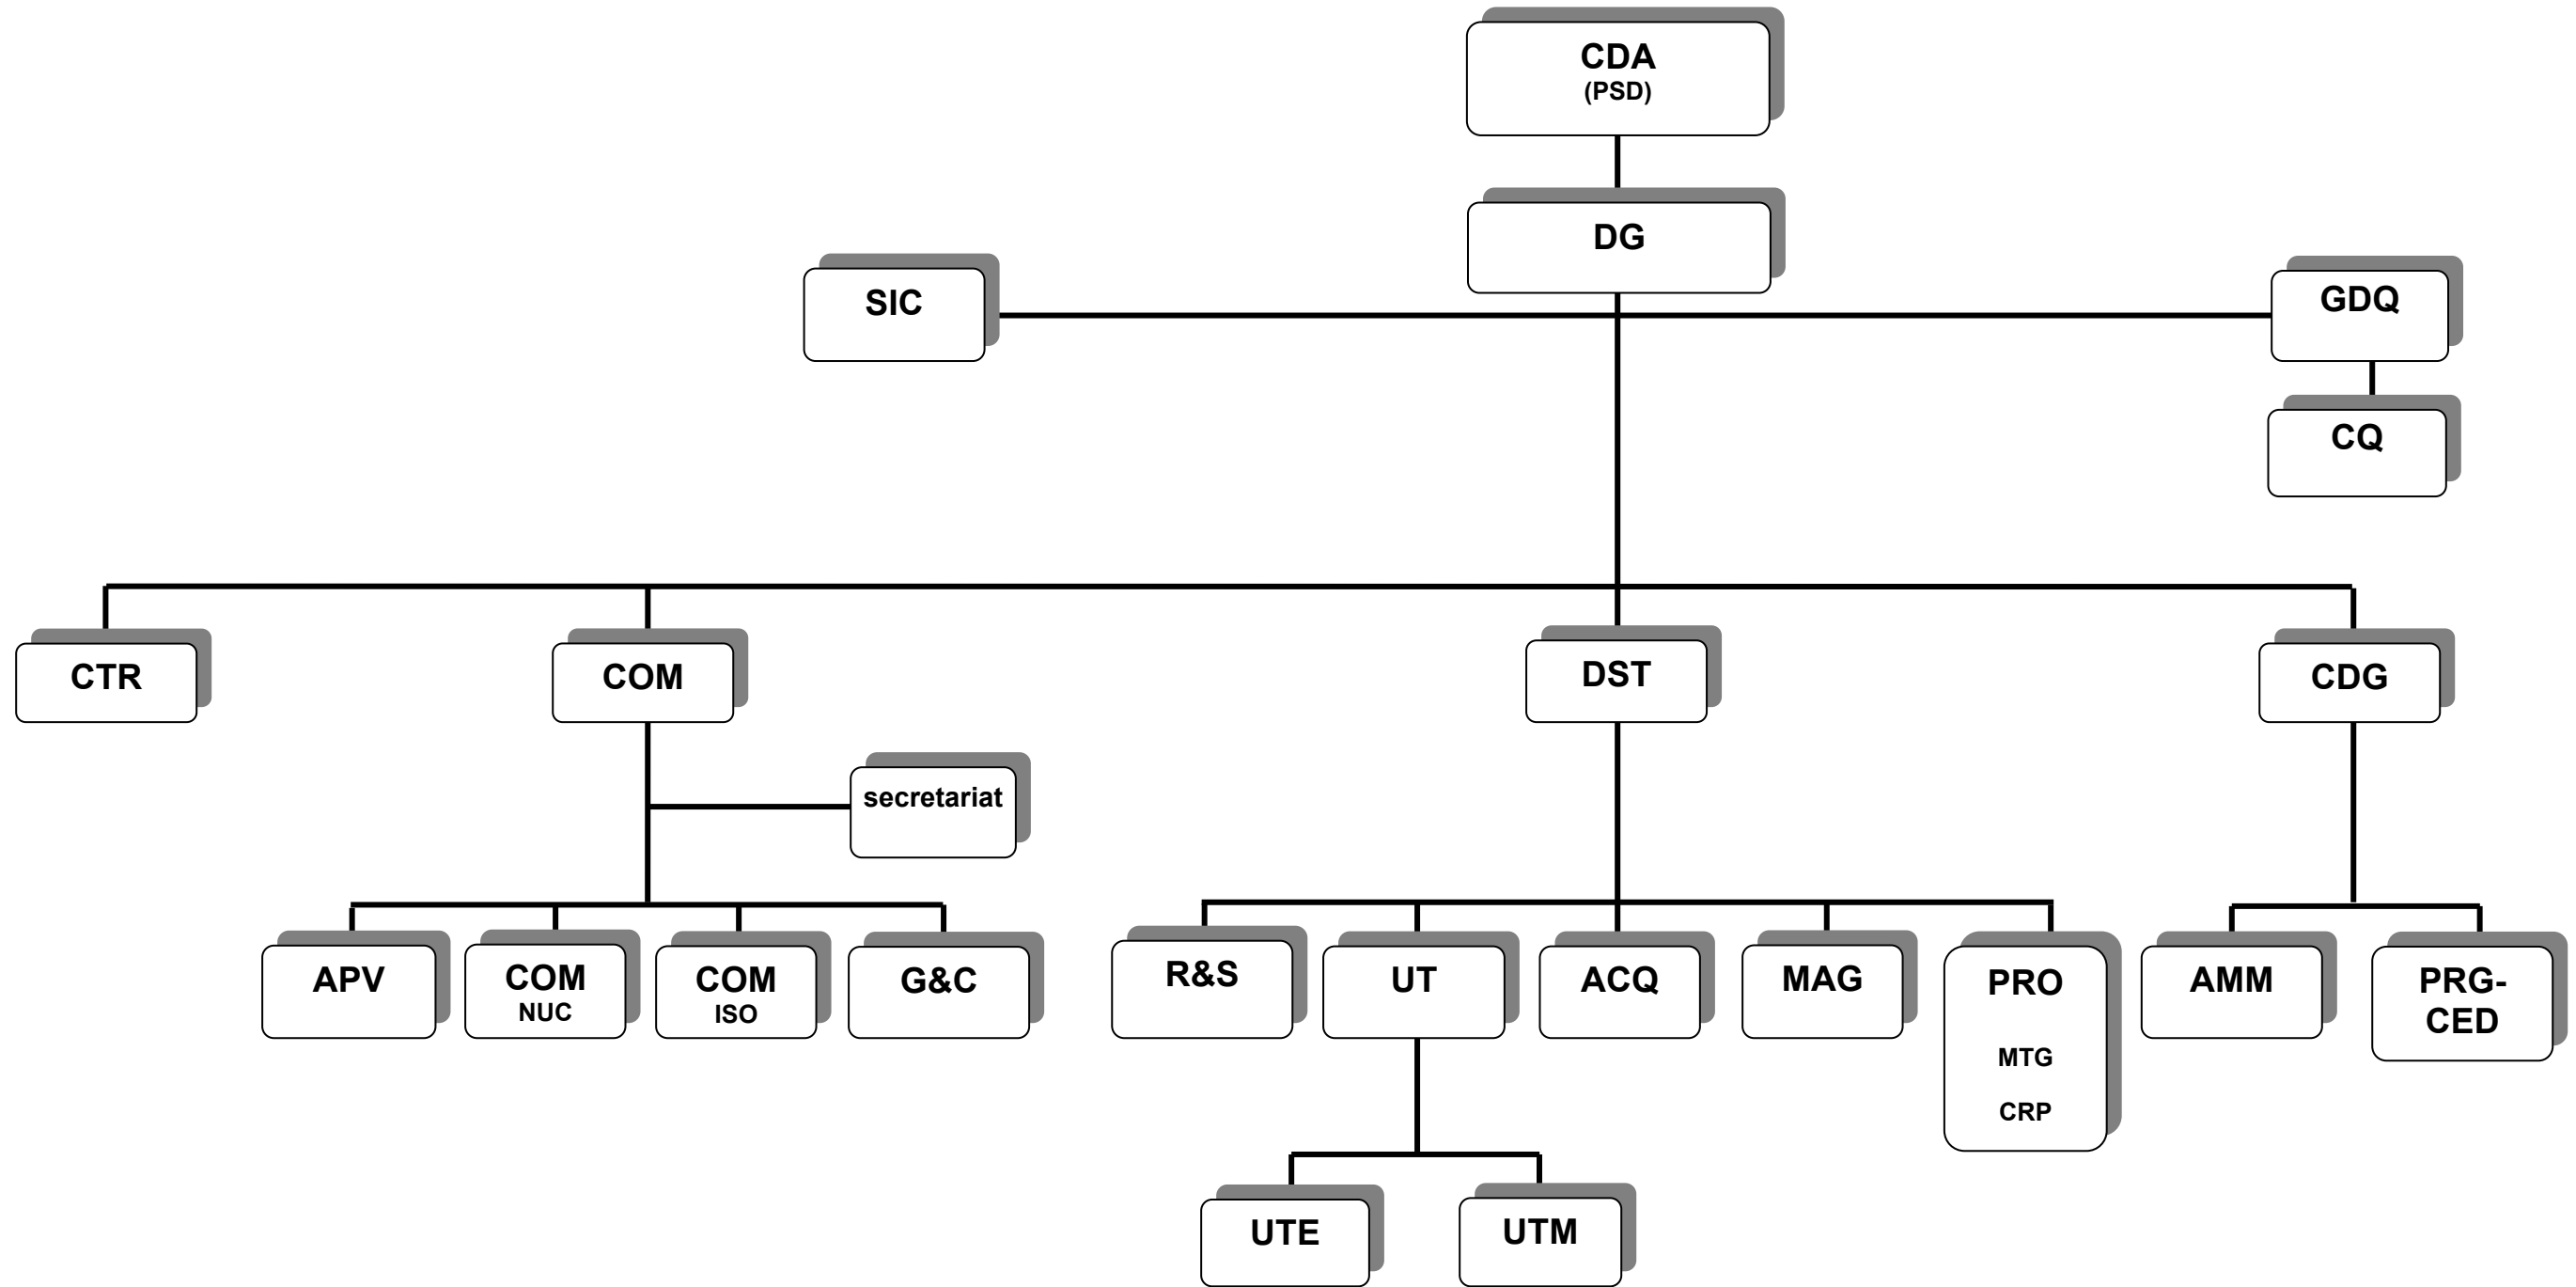 CDA
(PSD)
DG
SIC
GDQ
CQ
CTR
COM
DST
CDG
secretariat
APV
COM
NUC
COM
ISO
G&C
R&S
UT
ACQ
MAG
PRO
MTG
CRP
AMM
PRG-
CED
UTE
UTM